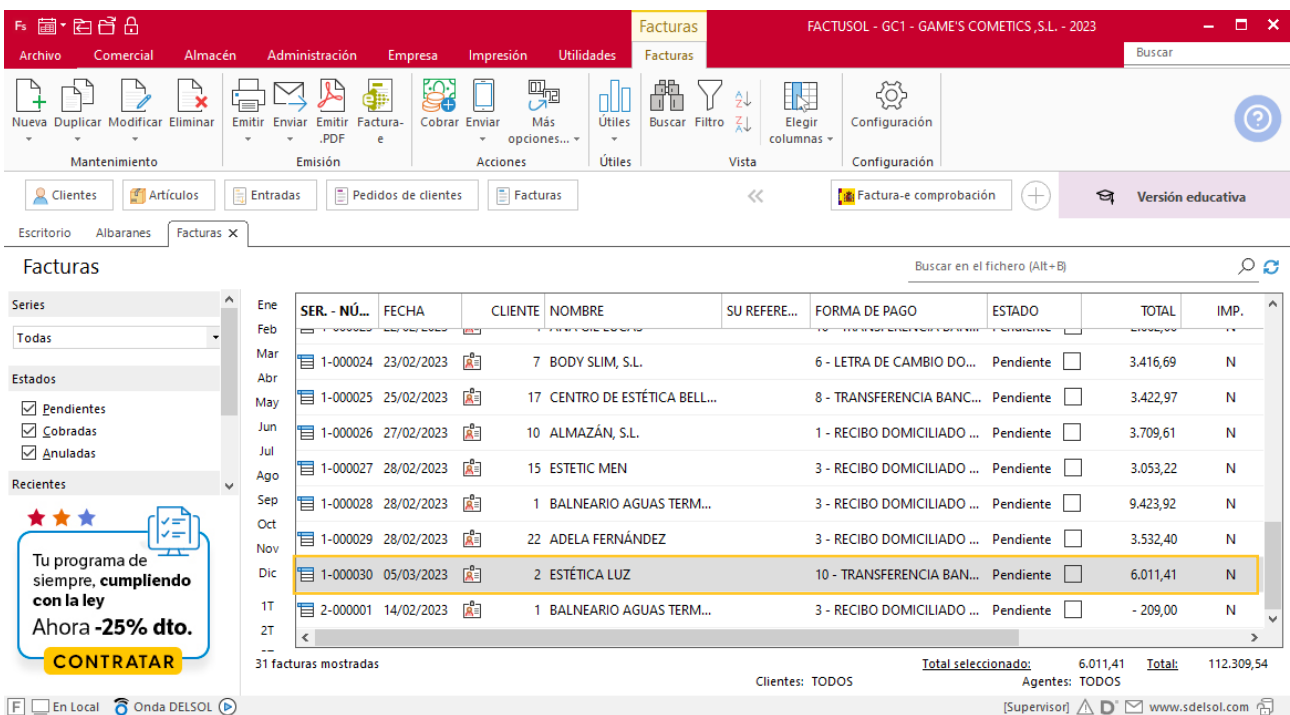 Fs Facturas FACTUSOL - GC1 - GAME'S COMETICS ,S.L. - 2023
Archivo Comercial Almacén Administración Empresa Impresión Utilidades Facturas Buscar
Nueva Duplicar Modificar Eliminar Emitir Enviar Emitir .PDF Factura-e Cobrar Enviar Más opciones... Útiles Buscar Filtro Elegir columnas Configuración
Mantenimiento Emisión Acciones Útiles Vista Configuración
Clientes Artículos Entradas Pedidos de clientes Facturas Factura-e comprobación Versión educativa
Escritorio Albaranes Facturas
Facturas Buscar en el fichero (Alt+B)
Series
Todas
Estados
Pendientes
Cobradas
Anuladas
Recientes
Tu programa de
siempre, cumpliendo
con la ley
Ahora -25% dto.
CONTRATAR
Ene
Feb
Mar
Abr
May
Jun
Jul
Ago
Sep
Oct
Nov
Dic
1T
2T
SER. - NÚ... FECHA CLIENTE NOMBRE SU REFERE... FORMA DE PAGO ESTADO TOTAL IMP.
1-000024 23/02/2023 7 BODY SLIM, S.L. 6 - LETRA DE CAMBIO DO... Pendiente 3.416,69 N
1-000025 25/02/2023 17 CENTRO DE ESTÉTICA BELL... 8 - TRANSFERENCIA BANC... Pendiente 3.422,97 N
1-000026 27/02/2023 10 ALMAZÁN, S.L. 1 - RECIBO DOMICILIADO ... Pendiente 3.709,61 N
1-000027 28/02/2023 15 ESTETIC MEN 3 - RECIBO DOMICILIADO ... Pendiente 3.053,22 N
1-000028 28/02/2023 1 BALNEARIO AGUAS TERM... 3 - RECIBO DOMICILIADO ... Pendiente 9.423,92 N
1-000029 28/02/2023 22 ADELA FERNÁNDEZ 3 - RECIBO DOMICILIADO ... Pendiente 3.532,40 N
1-000030 05/03/2023 2 ESTÉTICA LUZ 10 - TRANSFERENCIA BAN... Pendiente 6.011,41 N
2-000001 14/02/2023 1 BALNEARIO AGUAS TERM... 3 - RECIBO DOMICILIADO ... Pendiente - 209,00 N
31 facturas mostradas Total seleccionado: 6.011,41 Total: 112.309,54
Clientes: TODOS Agentes: TODOS
F En Local Onda DELSOL [Supervisor] D www.sdelsol.com